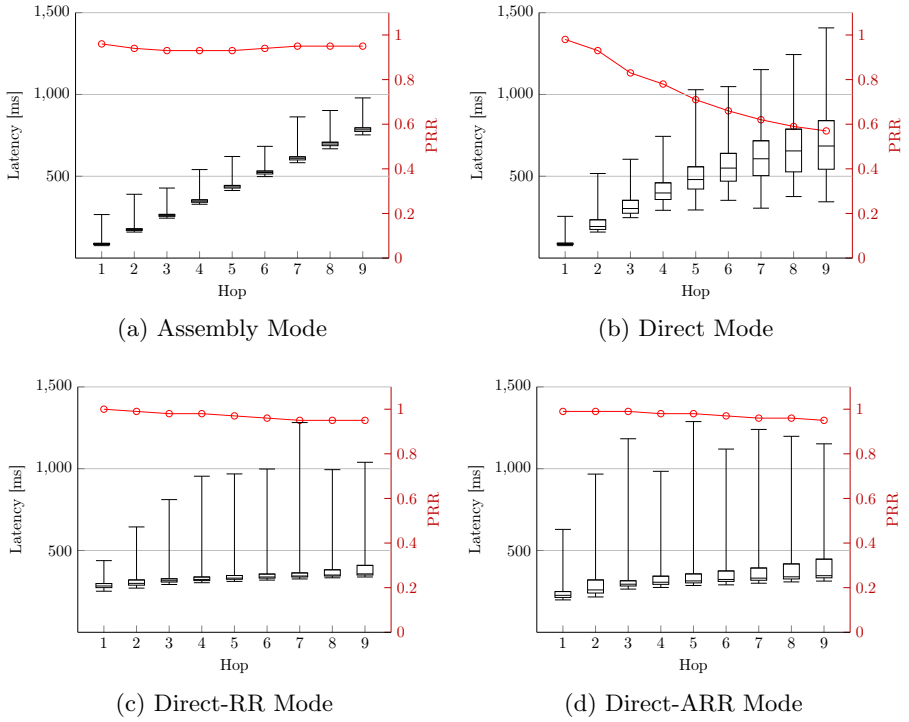 1,500
1,000
500
Latency [ms]
1
0.8
0.6
0.4
0.2
0
PRR
1 2 3 4 5 6 7 8 9
Hop
(a) Assembly Mode
1,500
1,000
500
Latency [ms]
1
0.8
0.6
0.4
0.2
0
PRR
1 2 3 4 5 6 7 8 9
Hop
(b) Direct Mode
1,500
1,000
500
Latency [ms]
1
0.8
0.6
0.4
0.2
0
PRR
1 2 3 4 5 6 7 8 9
Hop
(c) Direct-RR Mode
1,500
1,000
500
Latency [ms]
1
0.8
0.6
0.4
0.2
0
PRR
1 2 3 4 5 6 7 8 9
Hop
(d) Direct-ARR Mode